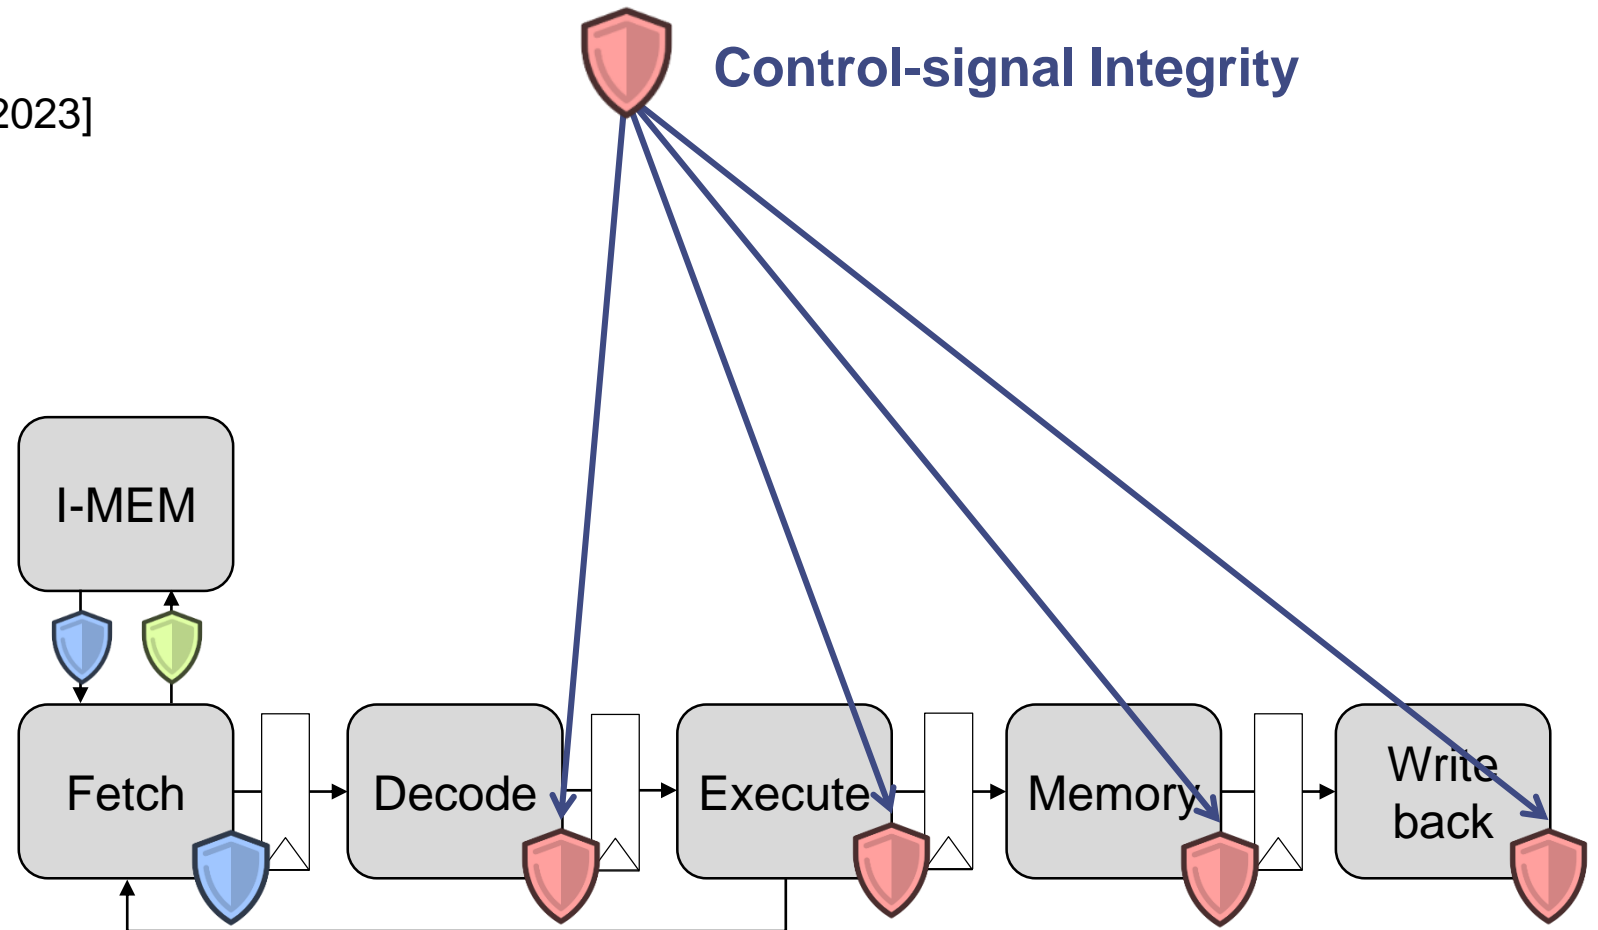 Control-signal Integrity
2023]
I-MEM
Fetch
Decode
Execute
Memory
Write
back